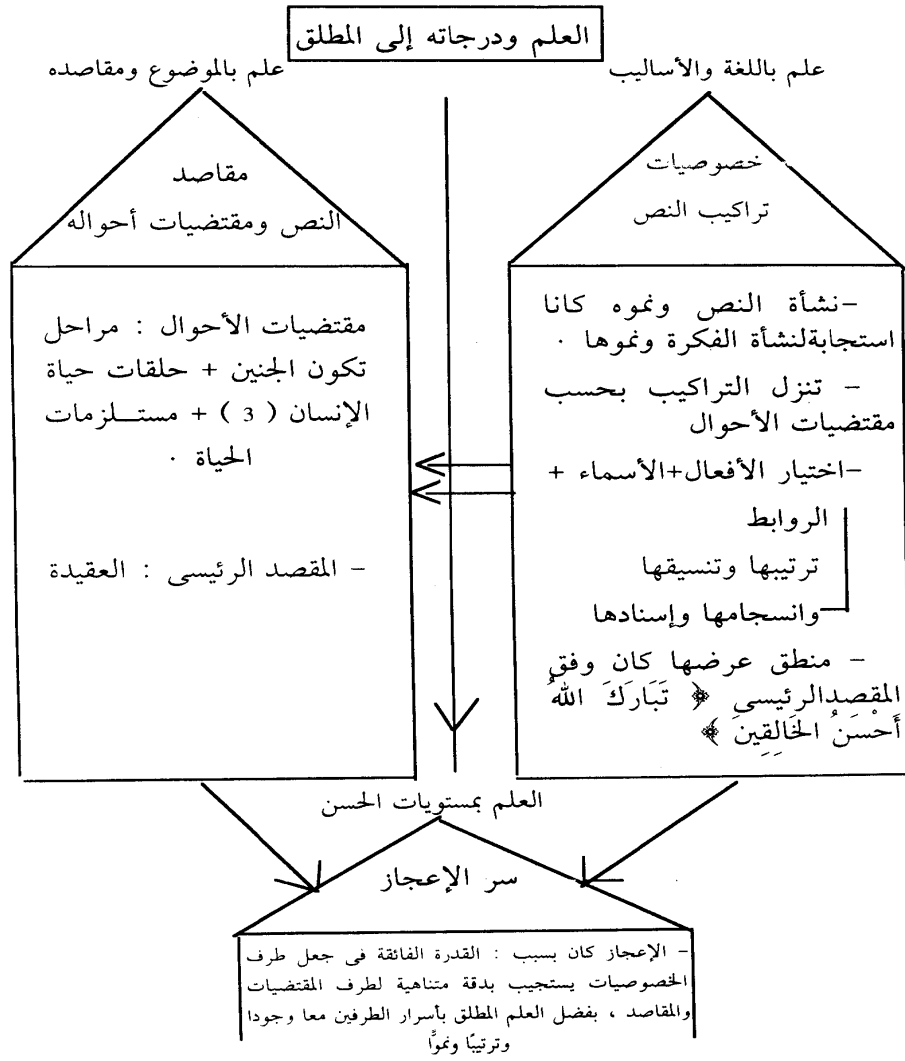 العلم ودرجاته إلى المطلق
علم باللغة والأساليب
علم بالموضوع ومقاصده
خصوصيات
تراكيب النص
مقاصد
النص ومقتضيات أحواله
–نشأة النص ونموه كانا
استجابةلنشأة الفكرة ونموها .
– تنزل التراكيب بحسب
مقتضيات الأحوال
–اختيار الأفعال+الأسماء +
الروابط
ترتيبها وتنسيقها
وانسجامها وإسنادها
– منطق عرضها كان وفق
المقصدالرئيسى ﴿ تَبَارَكَ اللهُ
أَحْسَنُ الخَالِقِينَ ﴾
مقتضيات الأحوال : مراحل
تكون الجنين + حلقات حياة
الإنسان ( 3 ) + مستلزمات
الحياة .
– المقصد الرئيسى : العقيدة
العلم بمستويات الحسن
سر الإعجاز
– الإعجاز كان بسبب : القدرة الفائقة فى جعل طرف
الخصوصيات يستجيب بدقة متناهية لطرف المقتضيات
والمقاصد ، بفضل العلم المطلق بأسرار الطرفين معا وجودا
وترتيبًا ونموًّا